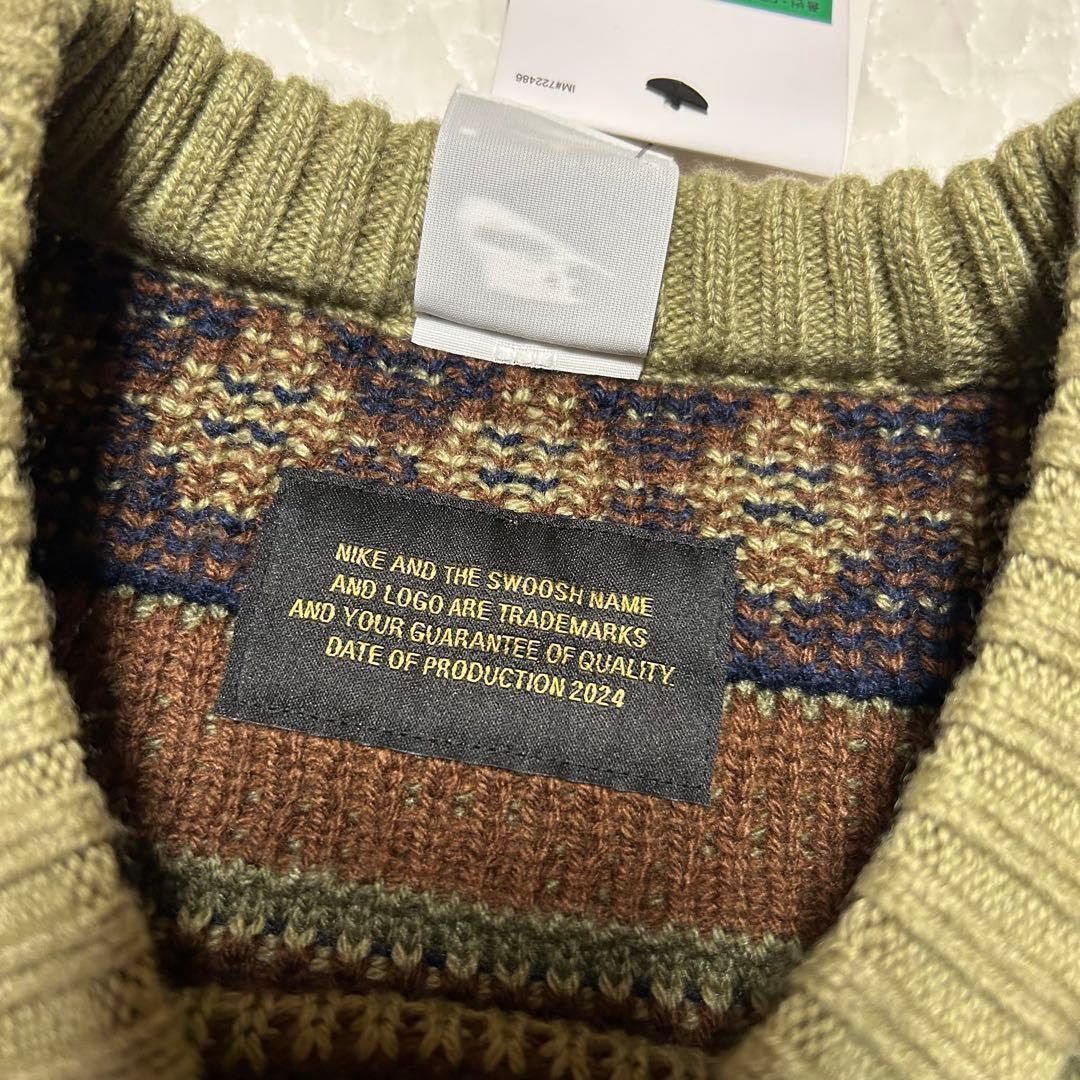 IM#722486
NIKE AND THE SWOOSH NAME
AND LOGO ARE TRADEMARKS
AND YOUR GUARANTEE OF QUALITY.
DATE OF PRODUCTION 2024